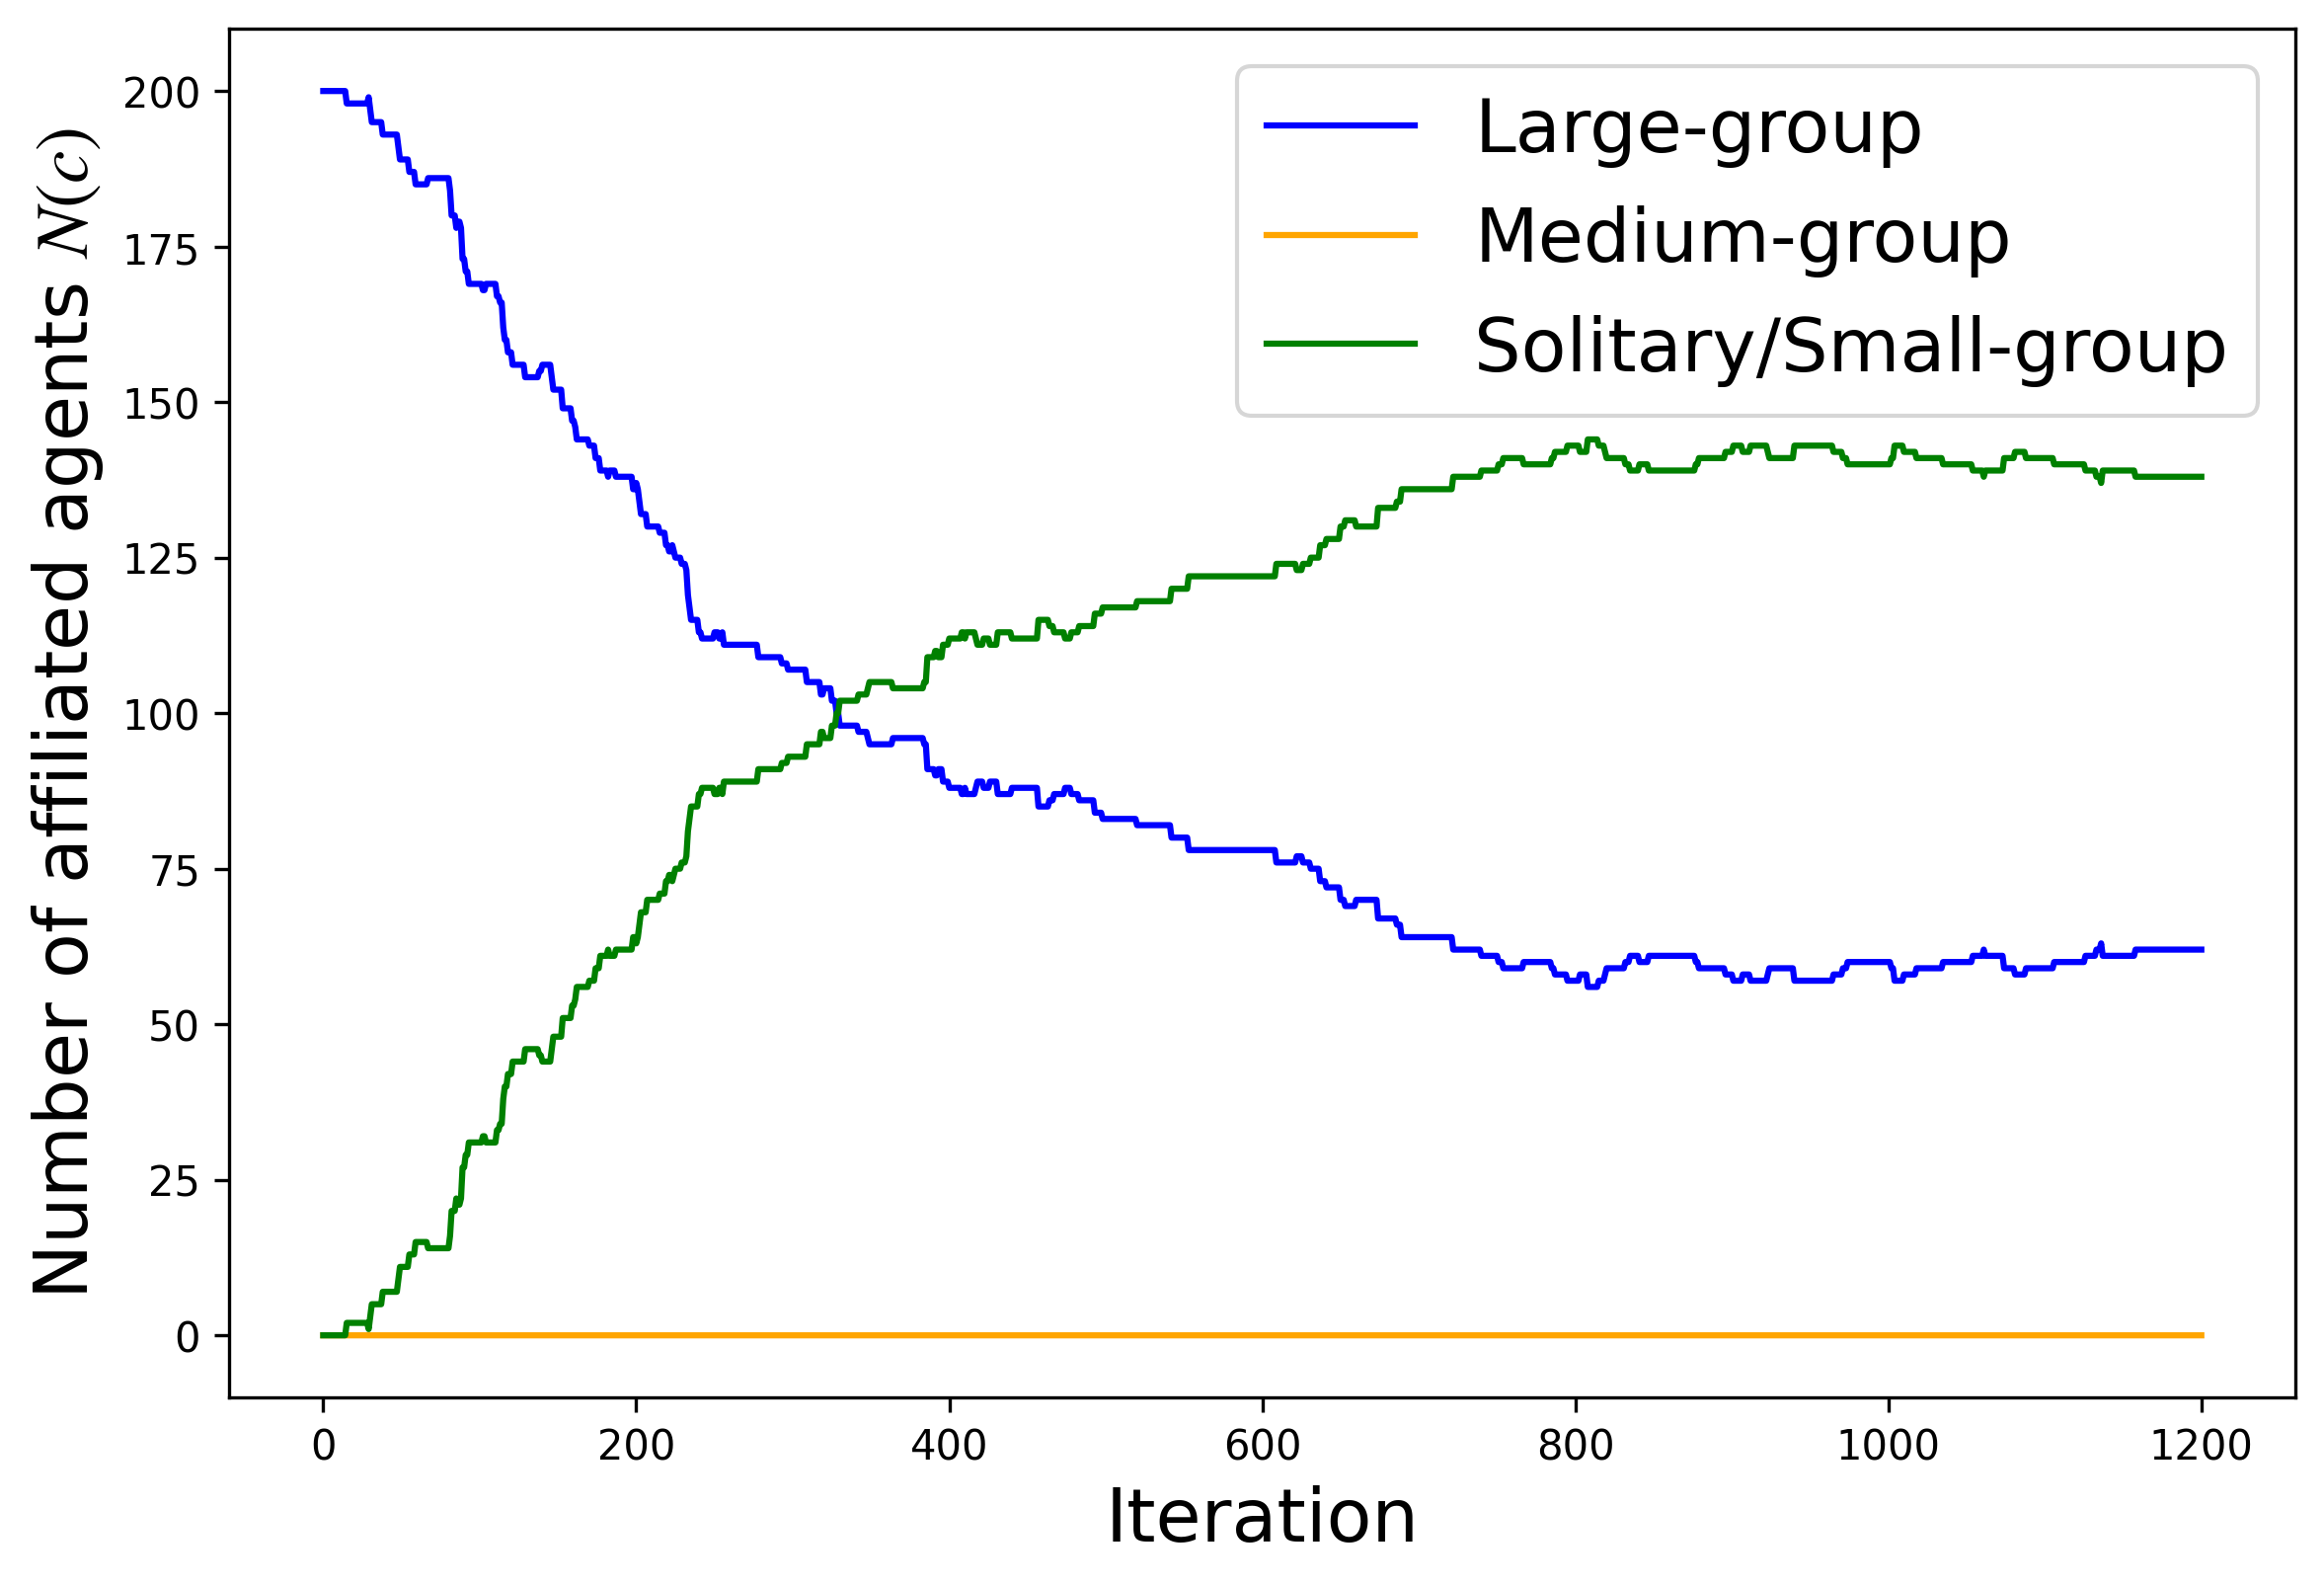 Number of affiliated agents N(c)
200
175
150
125
100
75
50
25
0
Large-group
Medium-group
Solitary/Small-group
0 200 400 600 800 1000 1200
Iteration